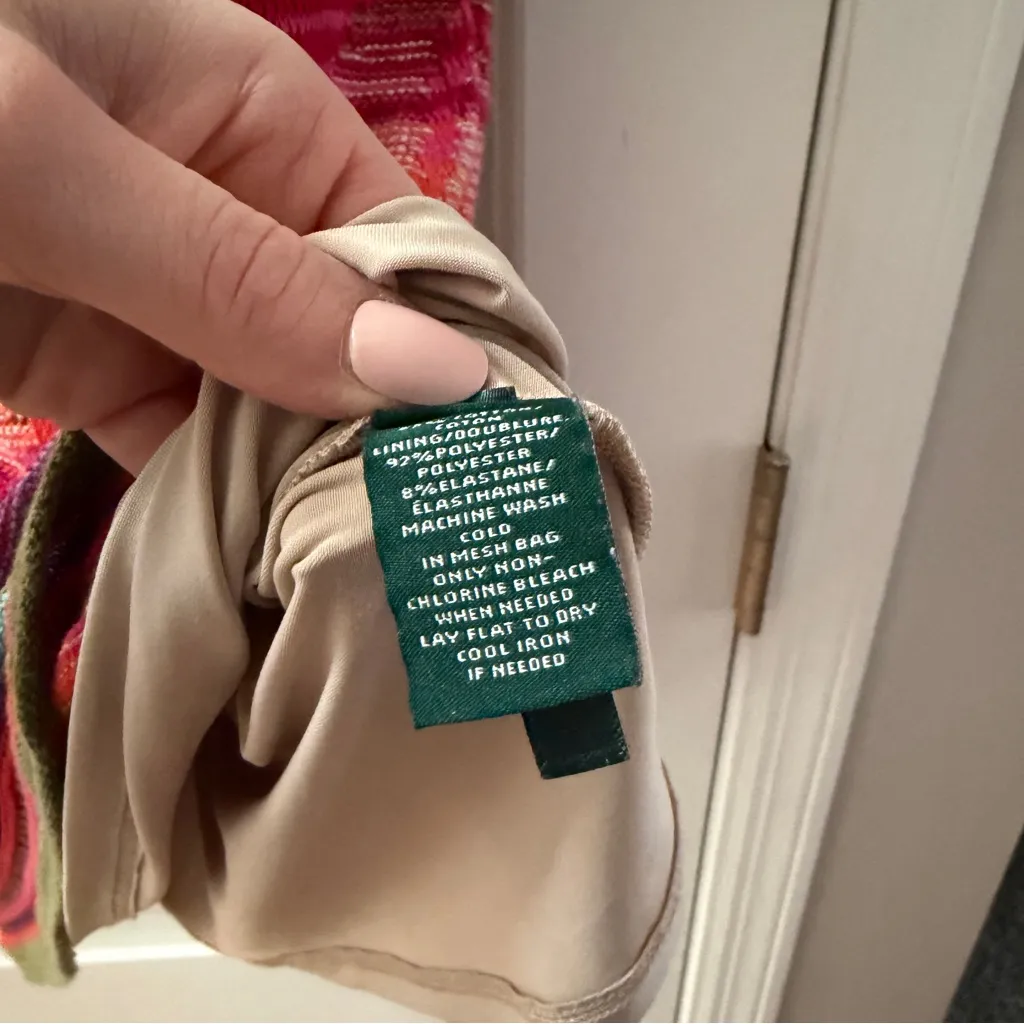 COTON
LINING/DOUBLURE
92%POLYESTER/
POLYESTER
8%ELASTANE/
ÉLASTHANNE
MACHINE WASH
COLD
IN MESH BAG
ONLY NON-
CHLORINE BLEACH
WHEN NEEDED
LAY FLAT TO DRY
COOL IRON
IF NEEDED